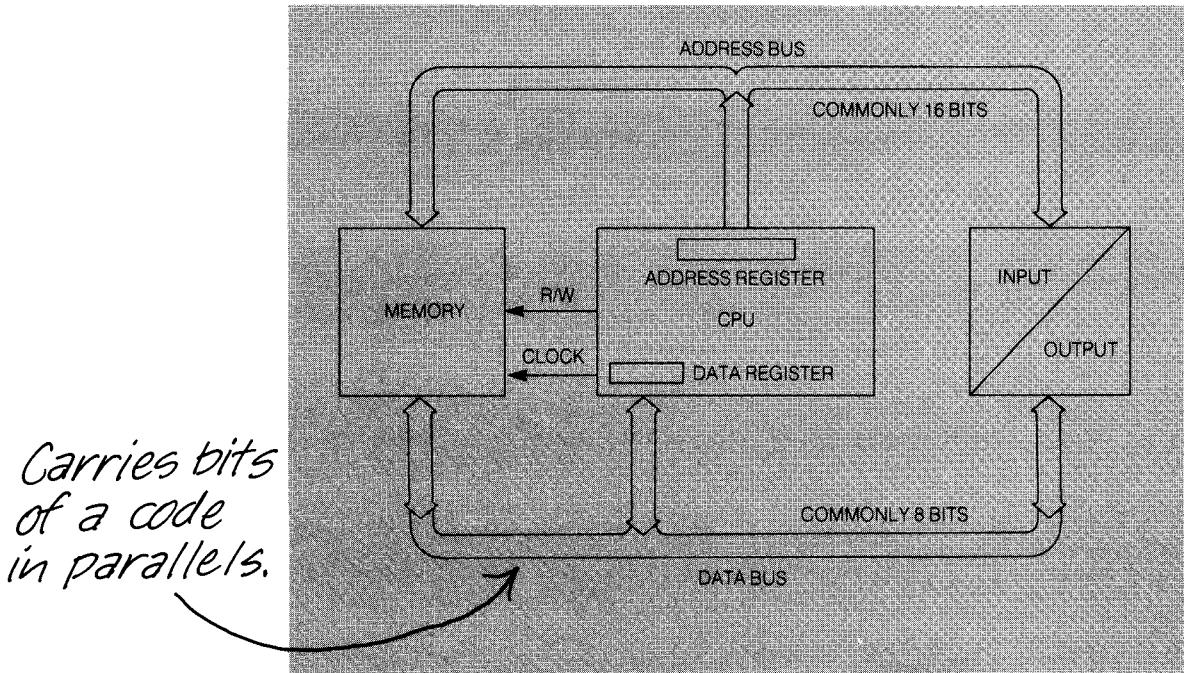 ADDRESS BUS
COMMONLY 16 BITS
ADDRESS REGISTER
INPUT
R/W
MEMORY
CPU
OUTPUT
CLOCK
DATA REGISTER
Carries bits
of a code
in parallels.
COMMONLY 8 BITS
DATA BUS